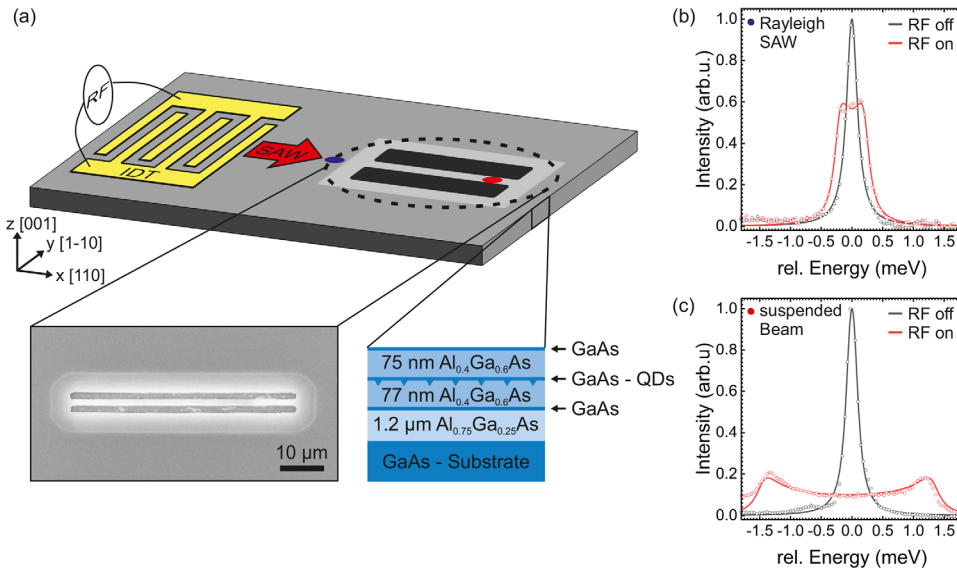 (a)
RF
IDT
SAW
z [001]
y [1-10]
x [110]
10 µm
GaAs
75 nm Al0.4Ga0.6As
GaAs - QDs
77 nm Al0.4Ga0.6As
GaAs
1.2 µm Al0.75Ga0.25As
GaAs - Substrate
(b)
Rayleigh
SAW
RF off
RF on
Intensity (arb.u.)
1.0
0.8
0.6
0.4
0.2
0.0
-1.5 -1.0 -0.5 0.0 0.5 1.0 1.5
rel. Energy (meV)
(c)
suspended
Beam
RF off
RF on
Intensity (arb.u)
1.0
0.8
0.6
0.4
0.2
0.0
-1.5 -1.0 -0.5 0.0 0.5 1.0 1.5
rel. Energy (meV)